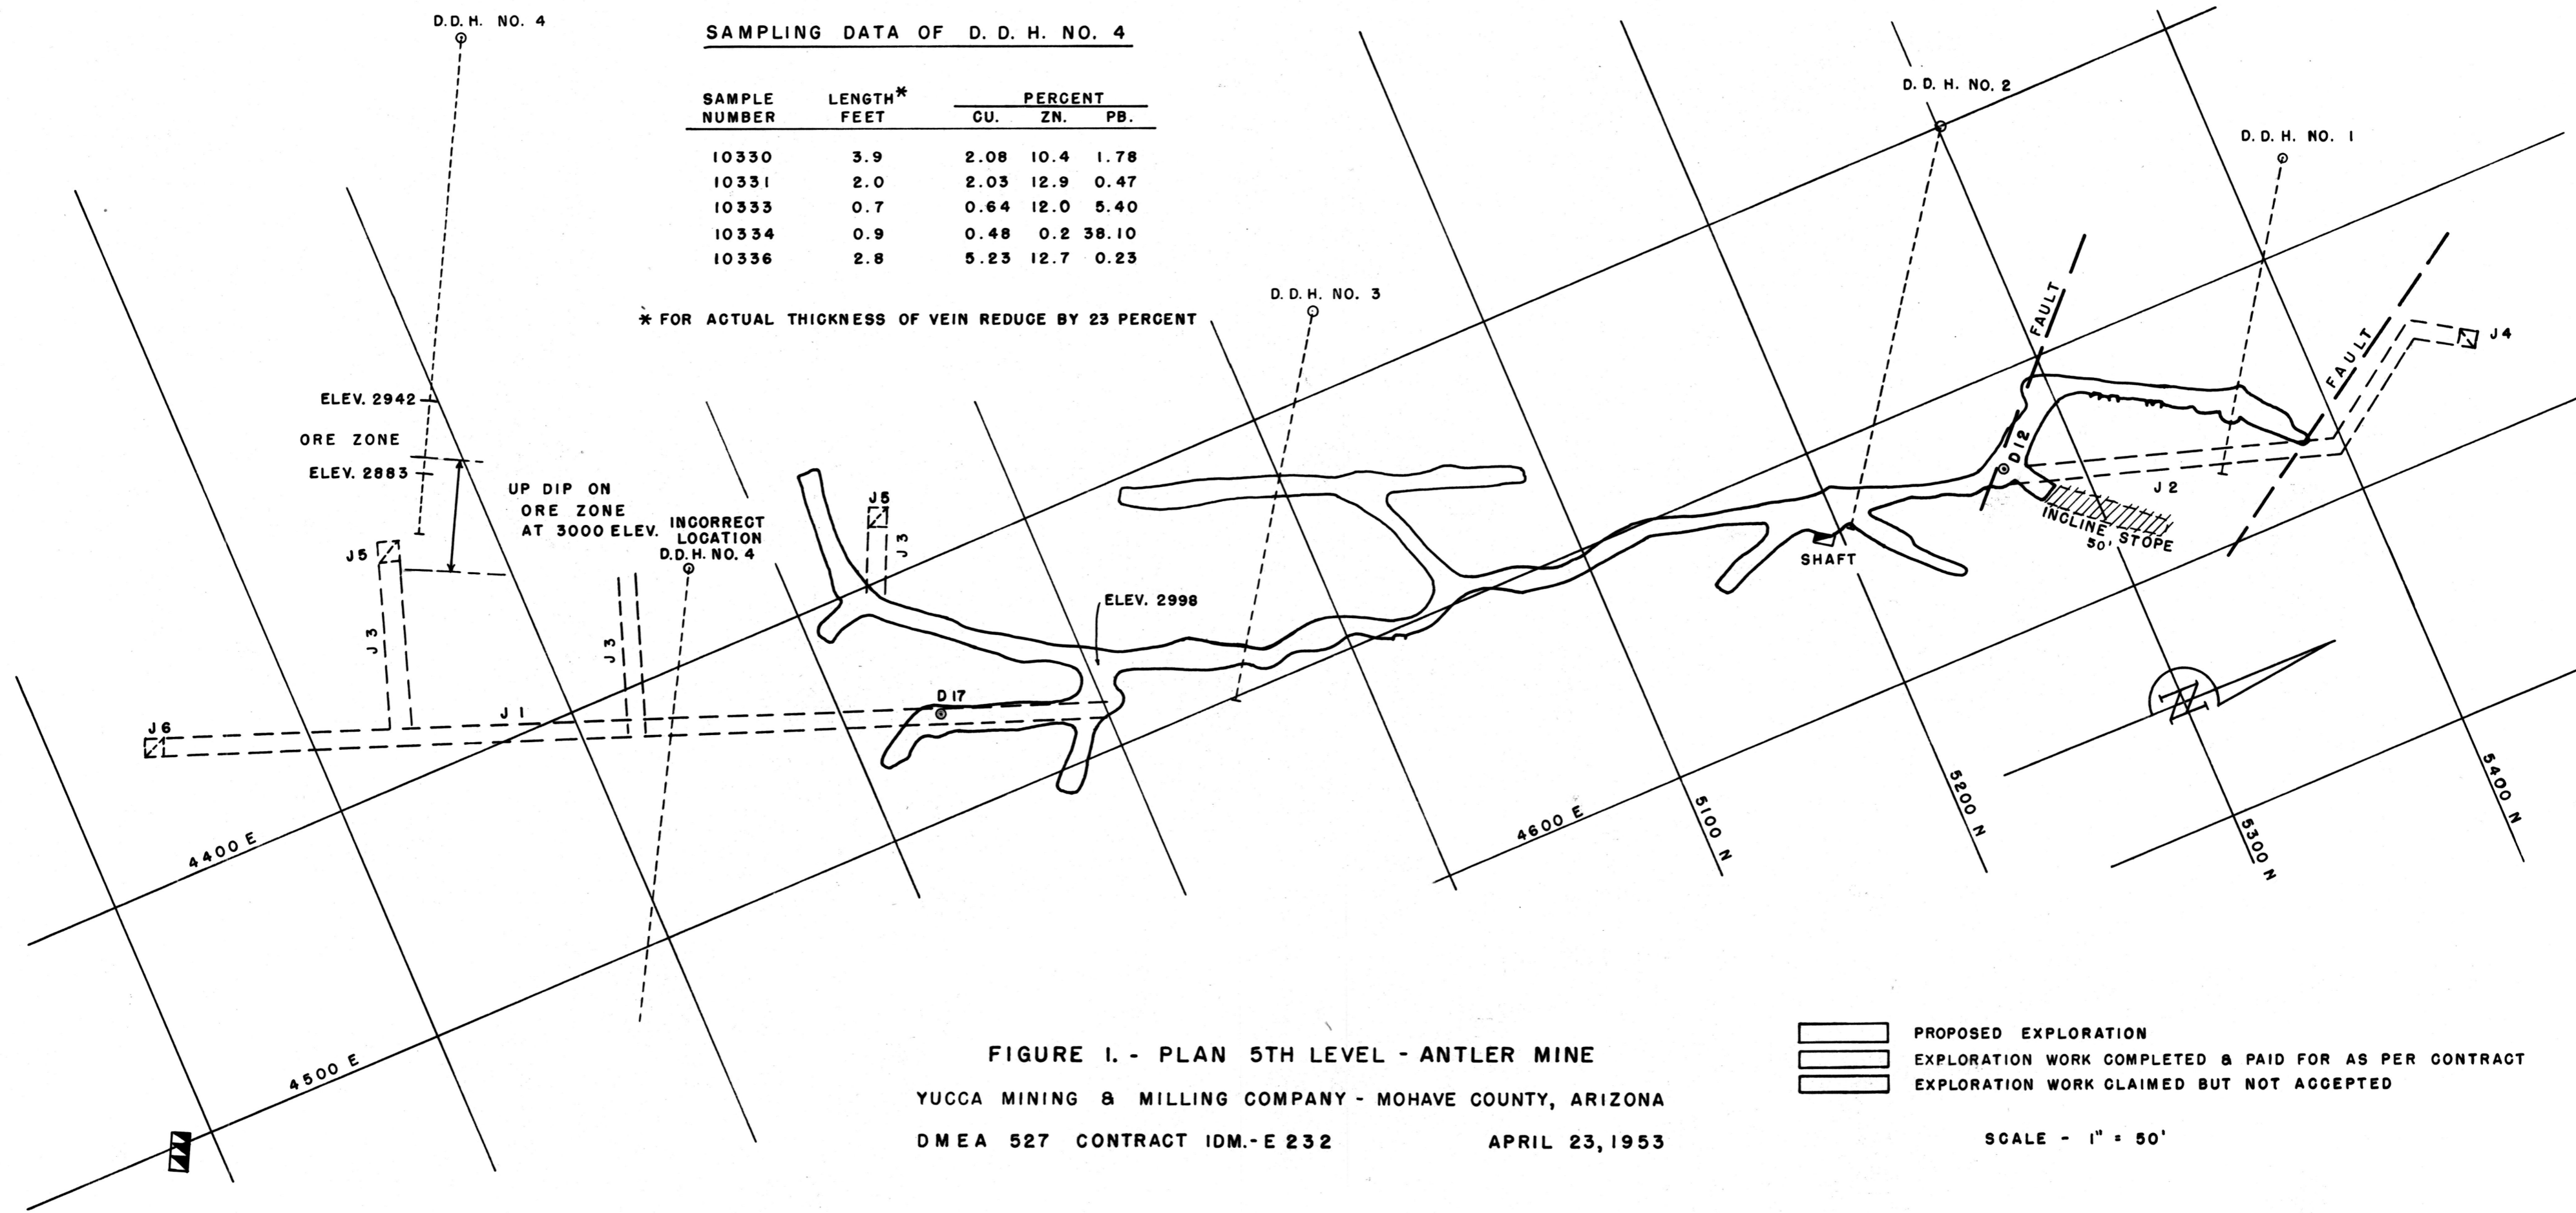 D.D.H. NO. 4
SAMPLING DATA OF D. D. H. NO. 4
SAMPLE NUMBER LENGTH* FEET PERCENT
CU. ZN. PB.
10330 3.9 2.08 10.4 1.78
10331 2.0 2.03 12.9 0.47
10333 0.7 0.64 12.0 5.40
10334 0.9 0.48 0.2 38.10
10336 2.8 5.23 12.7 0.23
* FOR ACTUAL THICKNESS OF VEIN REDUCE BY 23 PERCENT
D. D. H. NO. 2
D. D. H. NO. 1
D. D. H. NO. 3
FAULT
FAULT
J4
ELEV. 2942
ORE ZONE
ELEV. 2883
UP DIP ON
ORE ZONE
AT 3000 ELEV.
INCORRECT
LOCATION
D.D.H. NO. 4
J5
J3
J5
J3
J3
D12
J2
INCLINE STOPE
50'
SHAFT
ELEV. 2998
D17
J1
J6
N
4400 E
4500 E
4600 E
5100 N
5200 N
5300 N
5400 N
FIGURE 1. - PLAN 5TH LEVEL - ANTLER MINE
YUCCA MINING & MILLING COMPANY - MOHAVE COUNTY, ARIZONA
DMEA 527 CONTRACT IDM.-E 232 APRIL 23, 1953
PROPOSED EXPLORATION
EXPLORATION WORK COMPLETED & PAID FOR AS PER CONTRACT
EXPLORATION WORK CLAIMED BUT NOT ACCEPTED
SCALE - 1" = 50'